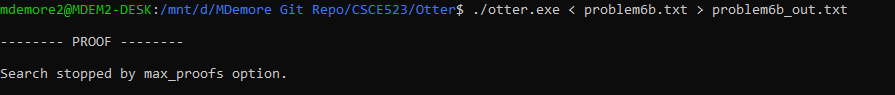 mdemore2@MDEM2-DESK:/mnt/d/MDemore Git Repo/CSCE523/Otter$ ./otter.exe < problem6b.txt > problem6b_out.txt
-------- PROOF --------
Search stopped by max_proofs option.